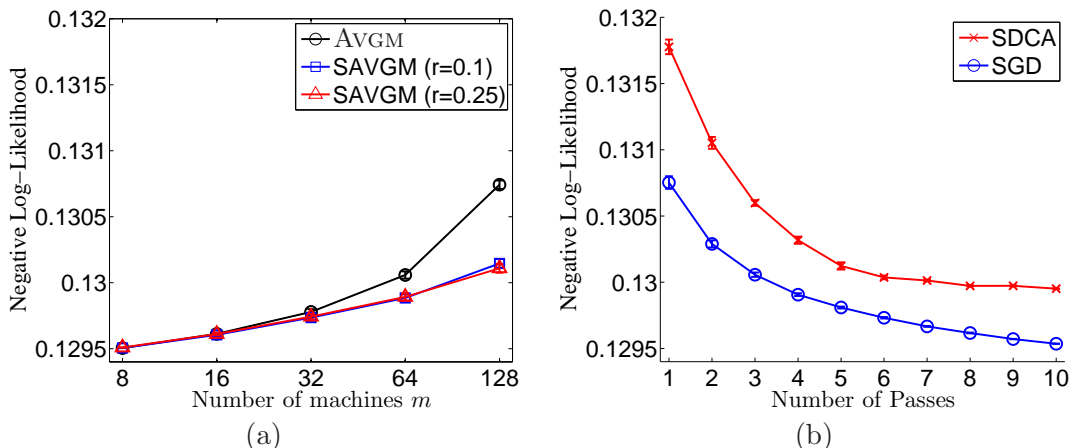 0.132
0.1315
0.131
0.1305
0.13
0.1295
Negative Log−Likelihood
AVGM
SAVGM (r=0.1)
SAVGM (r=0.25)
8 16 32 64 128
Number of machines m
(a)
0.132
0.1315
0.131
0.1305
0.13
0.1295
Negative Log−Likelihood
SDCA
SGD
1 2 3 4 5 6 7 8 9 10
Number of Passes
(b)